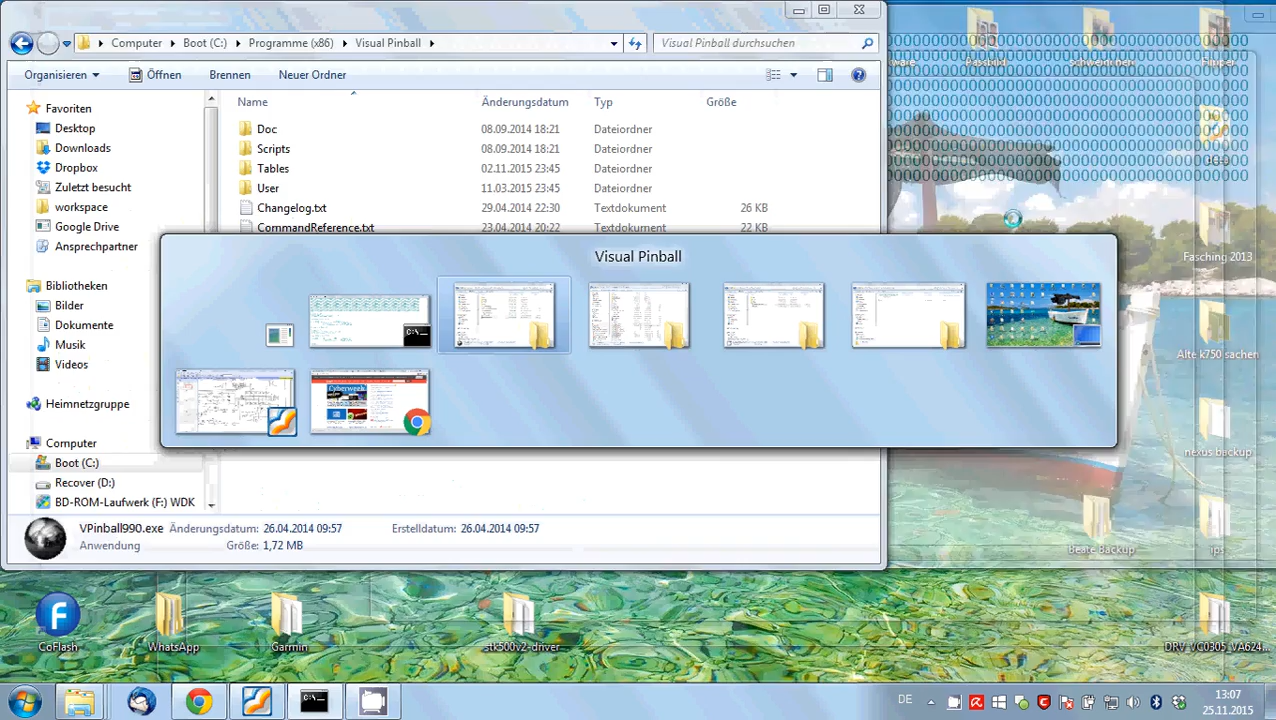 Computer ▸ Boot (C:) ▸ Programme (x86) ▸ Visual Pinball ▸
Visual Pinball durchsuchen
Organisieren
Öffnen
Brennen
Neuer Ordner
Name Änderungsdatum Typ Größe
Favoriten
Desktop
Downloads
Dropbox
Zuletzt besucht
workspace
Google Drive
Ansprechpartner
Bibliotheken
Bilder
Dokumente
Musik
Videos
Heimnetzgruppe
Computer
Boot (C:)
Recover (D:)
BD-ROM-Laufwerk (F:) WDK
Doc 08.09.2014 18:21 Dateiordner
Scripts 08.09.2014 18:21 Dateiordner
Tables 02.11.2015 23:45 Dateiordner
User 11.03.2015 23:45 Dateiordner
Changelog.txt 29.04.2014 22:30 Textdokument 26 KB
CommandReference.txt 23.04.2014 20:22 Textdokument 22 KB
Visual Pinball
C:\
Cyberweek
VPinball990.exe Änderungsdatum: 26.04.2014 09:57 Erstelldatum: 26.04.2014 09:57
Anwendung Größe: 1,72 MB
Passbild
Flipper
Fasching 2013
Alte k750 sachen
nexus backup
Beate Backup
ips
CoFlash
WhatsApp
Garmin
stk500v2-driver
DRV_VC0305_VA624...
DE
13:07
25.11.2015